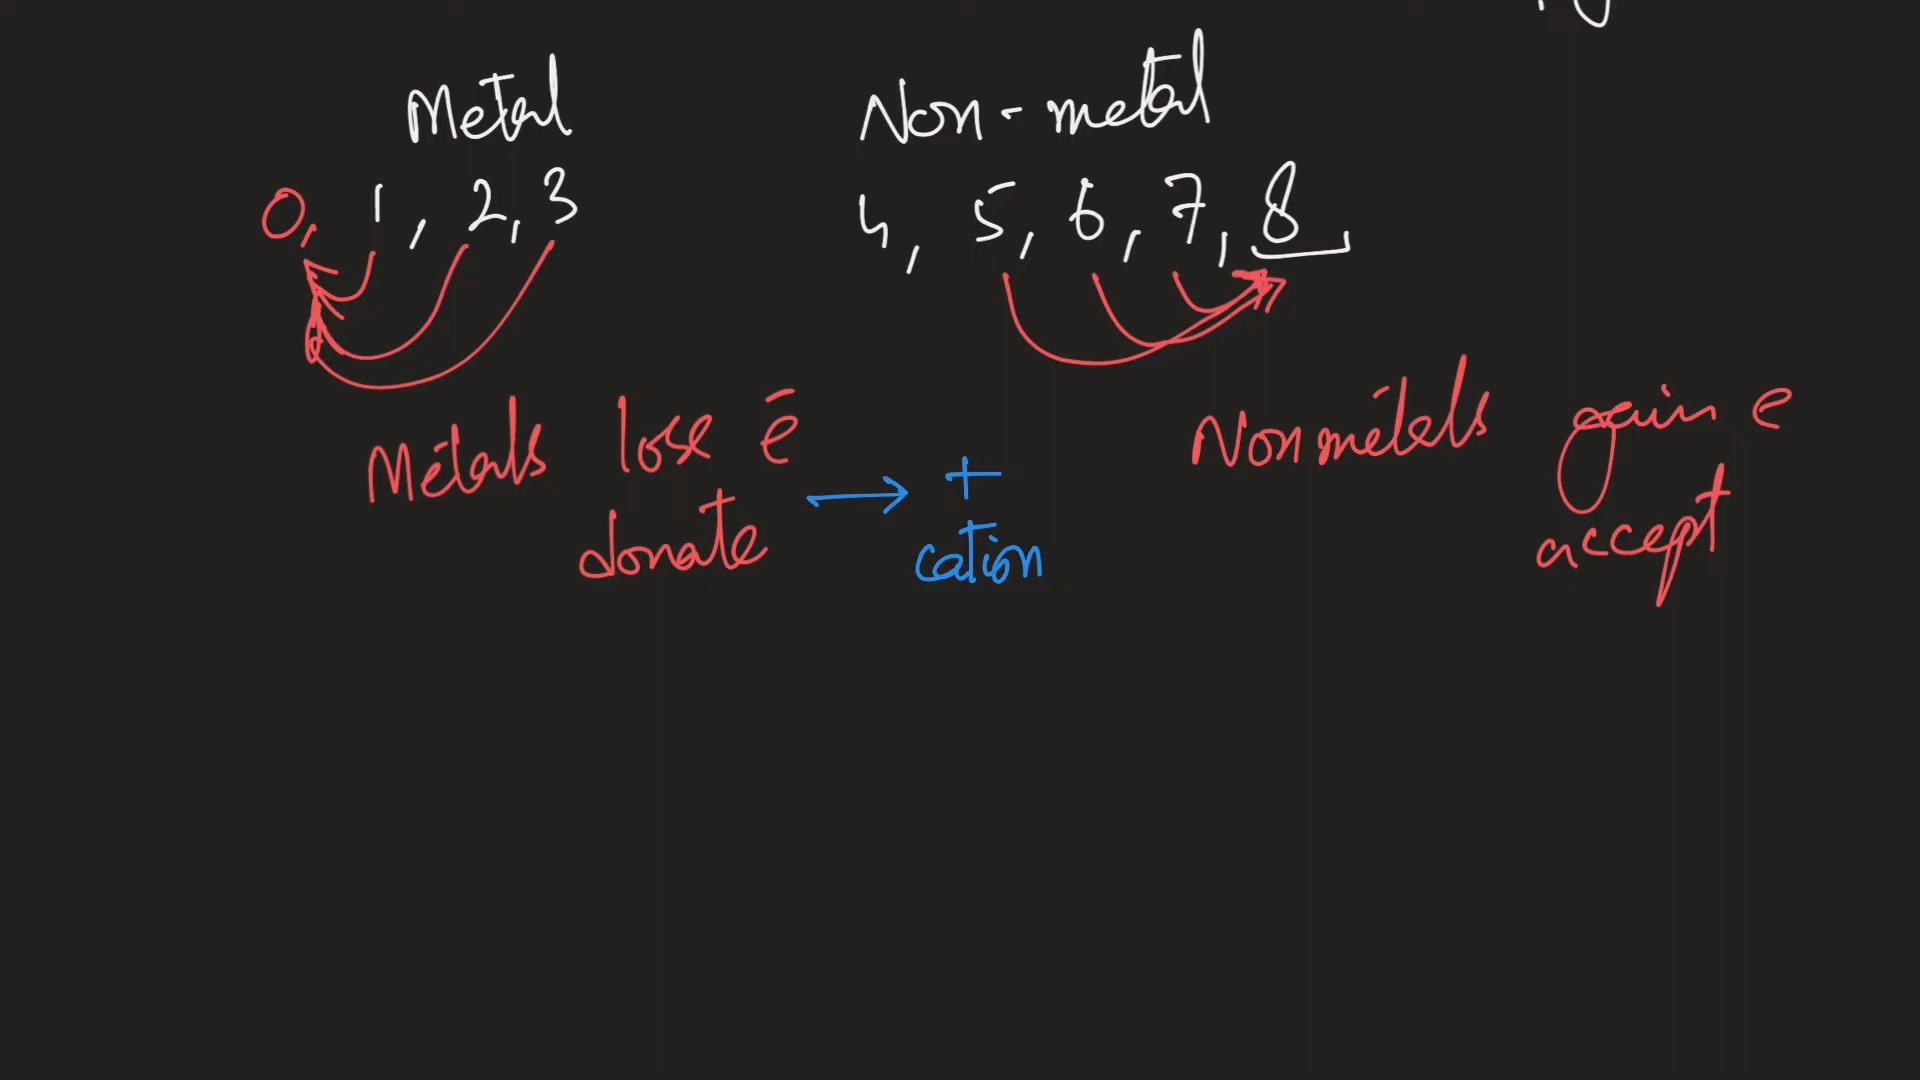 Metal Non-metal
0, 1, 2, 3 4, 5, 6, 7, 8
Metals lose e̅ Nonmetals gain e
donate → + accept
cation